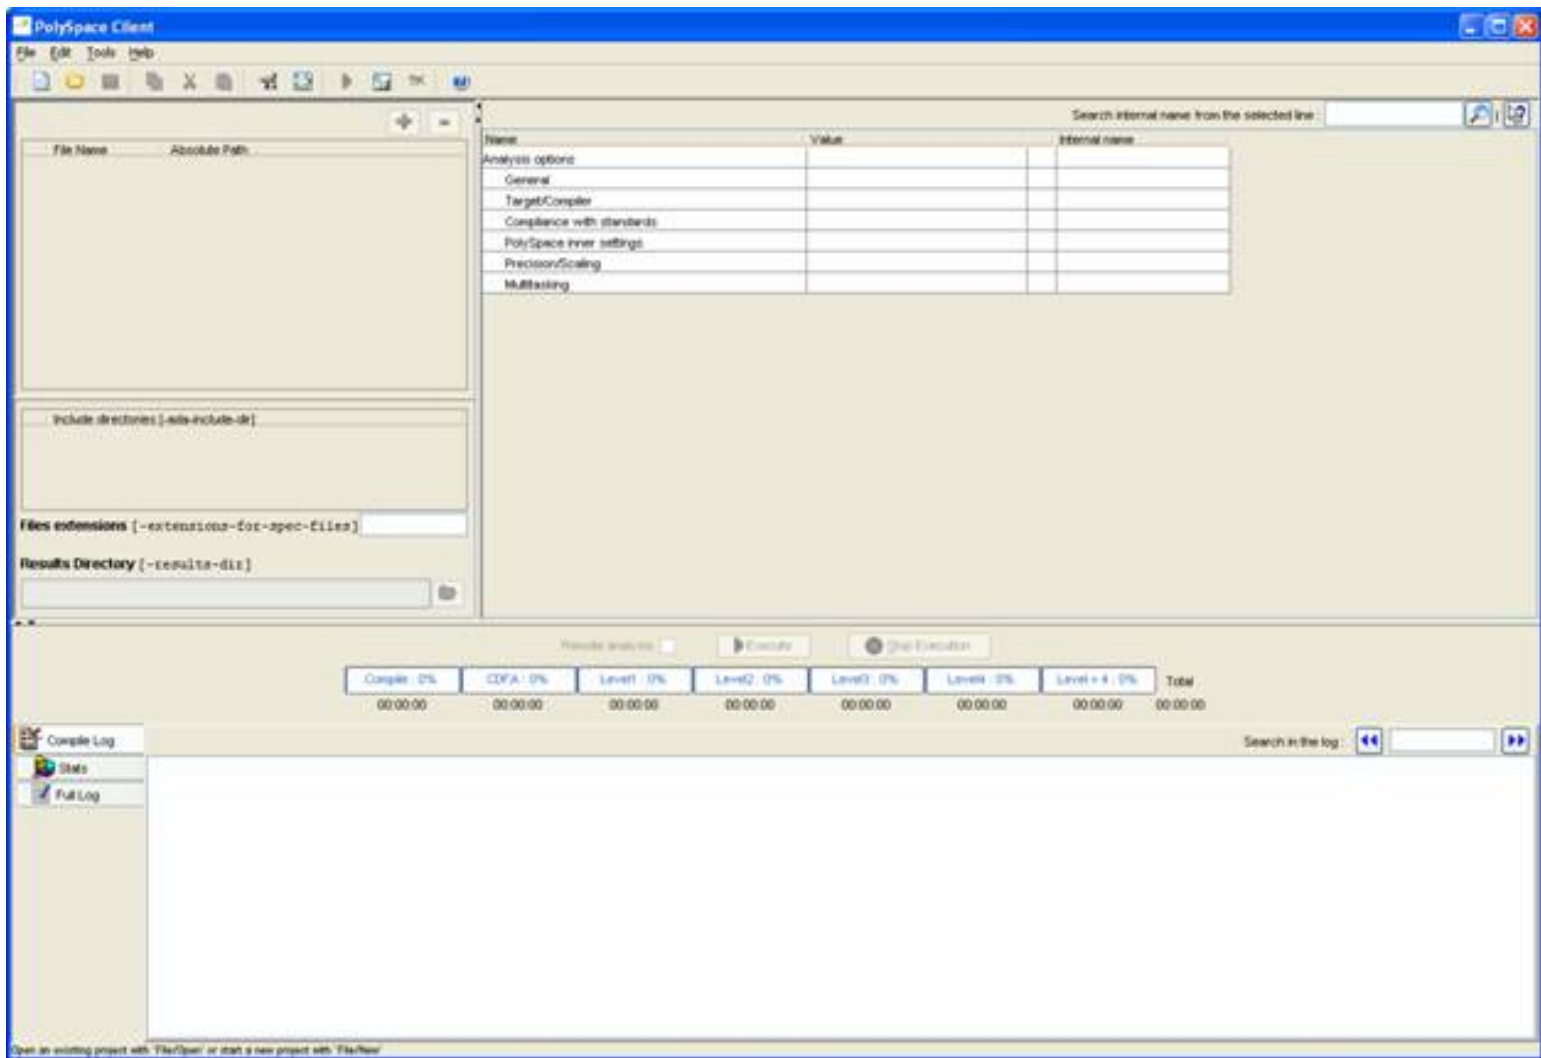 PolySpace Client
File Edit Tools Help
Search internal name from the selected line :
File Name Absolute Path
Name Value Internal name
Analysis options
General
Target/Compiler
Compliance with standards
PolySpace inner settings
Precision/Scaling
Multitasking
Include directories [-ada-include-dir]
Files extensions [-extensions-for-spec-files]
Results Directory [-results-dir]
Remote analysis Execute Stop Execution
Compile : 0% CDFA : 0% Level1 : 0% Level2 : 0% Level3 : 0% Level4 : 0% Level + 4 : 0% Total
00:00:00 00:00:00 00:00:00 00:00:00 00:00:00 00:00:00 00:00:00 00:00:00
Compile Log Search in the log :
Stats
Full Log
Open an existing project with 'File/Open' or start a new project with 'File/New'